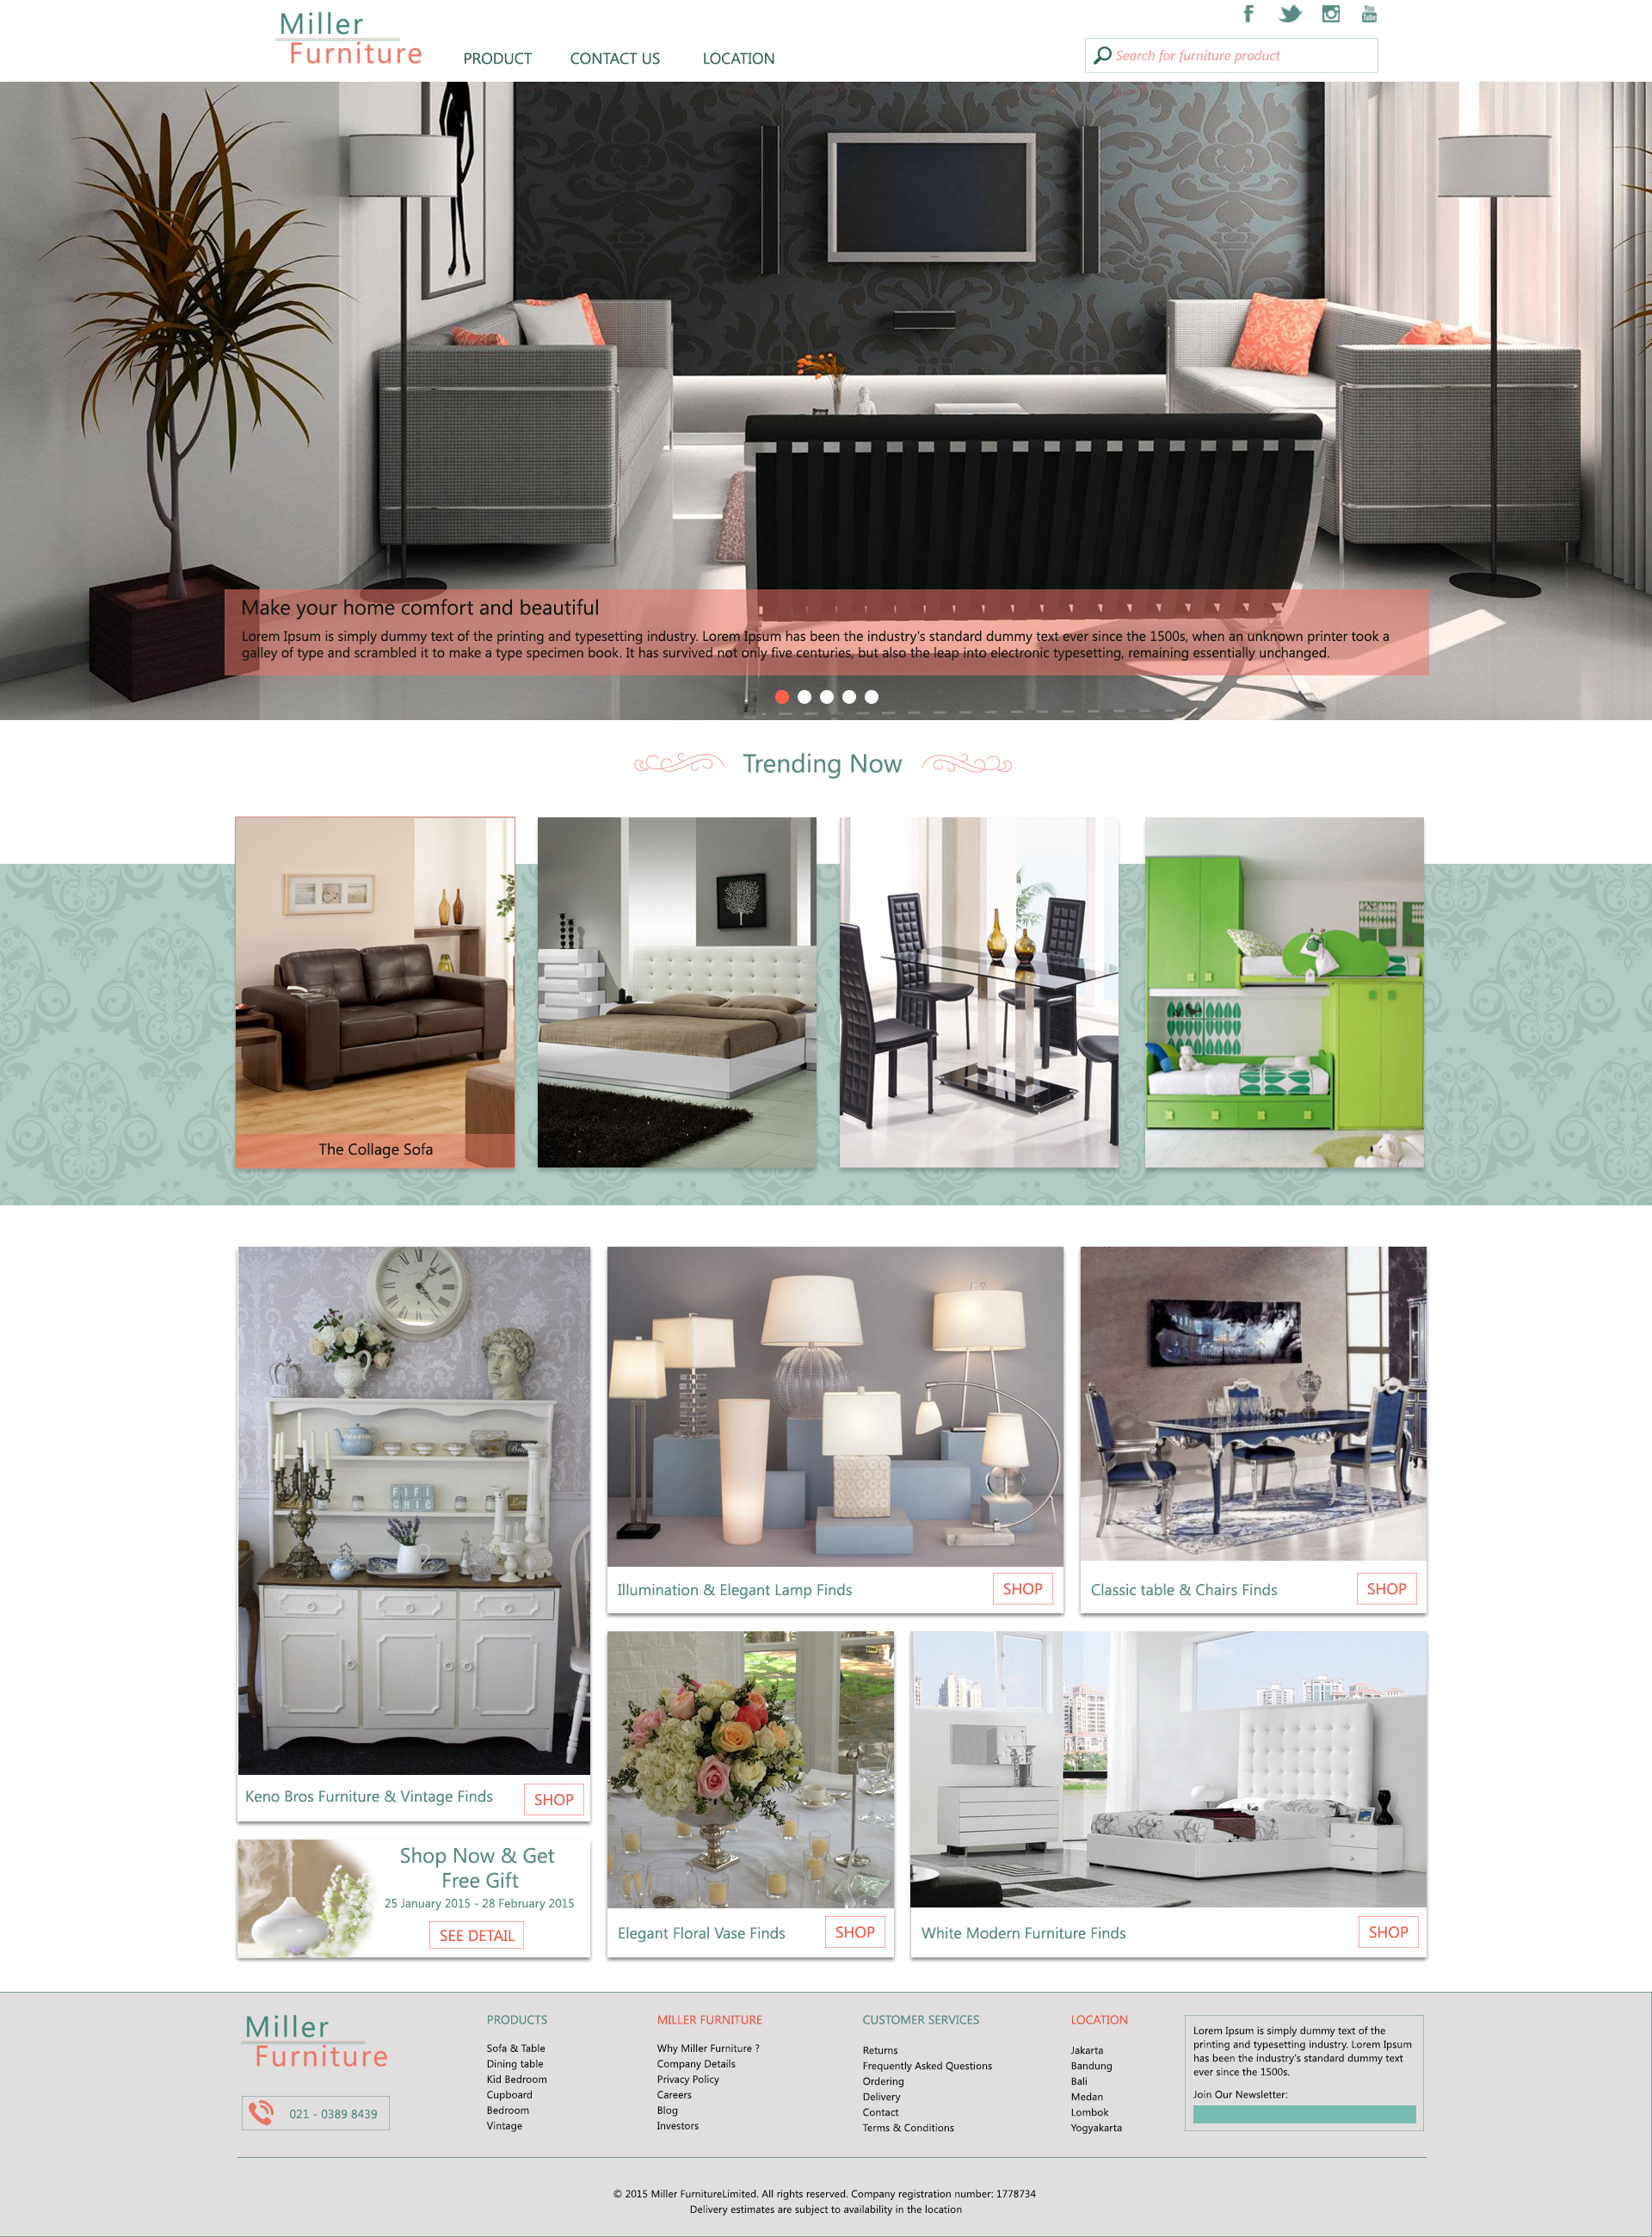 Miller
Furniture
PRODUCT
CONTACT US
LOCATION
Search for furniture product
Make your home comfort and beautiful
Lorem Ipsum is simply dummy text of the printing and typesetting industry. Lorem Ipsum has been the industry's standard dummy text ever since the 1500s, when an unknown printer took a
galley of type and scrambled it to make a type specimen book. It has survived not only five centuries, but also the leap into electronic typesetting, remaining essentially unchanged.
Trending Now
The Collage Sofa
FIFI
CHIC
Keno Bros Furniture & Vintage Finds
SHOP
Illumination & Elegant Lamp Finds
SHOP
Classic table & Chairs Finds
SHOP
Shop Now & Get
Free Gift
25 January 2015 - 28 February 2015
SEE DETAIL
Elegant Floral Vase Finds
SHOP
White Modern Furniture Finds
SHOP
Miller
Furniture
021 - 0389 8439
PRODUCTS
Sofa & Table
Dining table
Kid Bedroom
Cupboard
Bedroom
Vintage
MILLER FURNITURE
Why Miller Furniture ?
Company Details
Privacy Policy
Careers
Blog
Investors
CUSTOMER SERVICES
Returns
Frequently Asked Questions
Ordering
Delivery
Contact
Terms & Conditions
LOCATION
Jakarta
Bandung
Bali
Medan
Lombok
Yogyakarta
Lorem Ipsum is simply dummy text of the
printing and typesetting industry. Lorem Ipsum
has been the industry's standard dummy text
ever since the 1500s.
Join Our Newsletter:
© 2015 Miller FurnitureLimited. All rights reserved. Company registration number: 1778734
Delivery estimates are subject to availability in the location